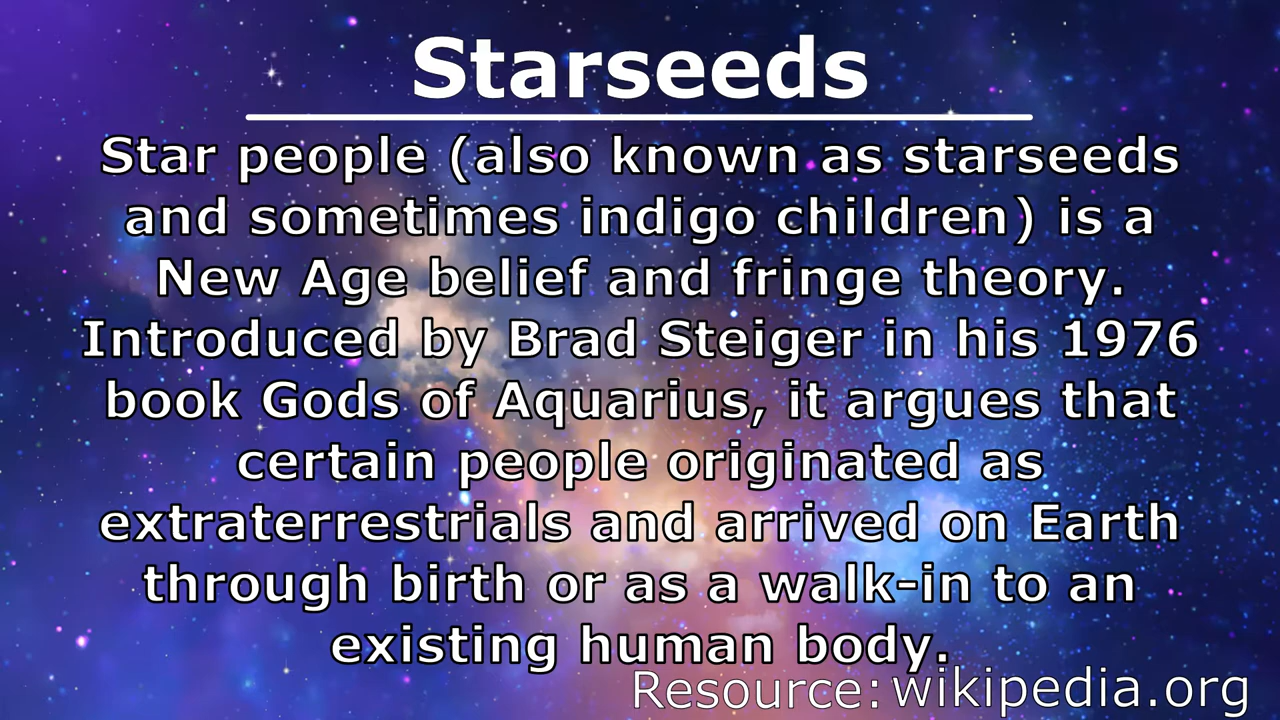 Starseeds
Star people (also known as starseeds
and sometimes indigo children) is a
New Age belief and fringe theory.
Introduced by Brad Steiger in his 1976
book Gods of Aquarius, it argues that
certain people originated as
extraterrestrials and arrived on Earth
through birth or as a walk-in to an
existing human body.
Resource: wikipedia.org